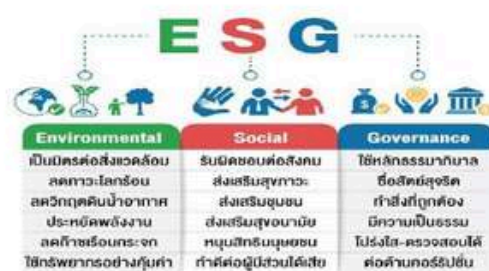 ESG
Environmental
เป็นมิตรต่อสิ่งแวดล้อม
ลดภาวะโลกร้อน
ลดวิกฤตดินน้ำอากาศ
ประหยัดพลังงาน
ลดก๊าซเรือนกระจก
ใช้ทรัพยากรอย่างคุ้มค่า
Social
รับผิดชอบต่อสังคม
ส่งเสริมสุขภาวะ
ส่งเสริมชุมชน
ส่งเสริมสุขอนามัย
หนุนสิทธิมนุษยชน
ทำดีต่อผู้มีส่วนได้เสีย
Governance
ใช้หลักธรรมาภิบาล
ซื่อสัตย์สุจริต
ทำสิ่งที่ถูกต้อง
มีความเป็นธรรม
โปร่งใส-ตรวจสอบได้
ต่อต้านคอร์รัปชั่น